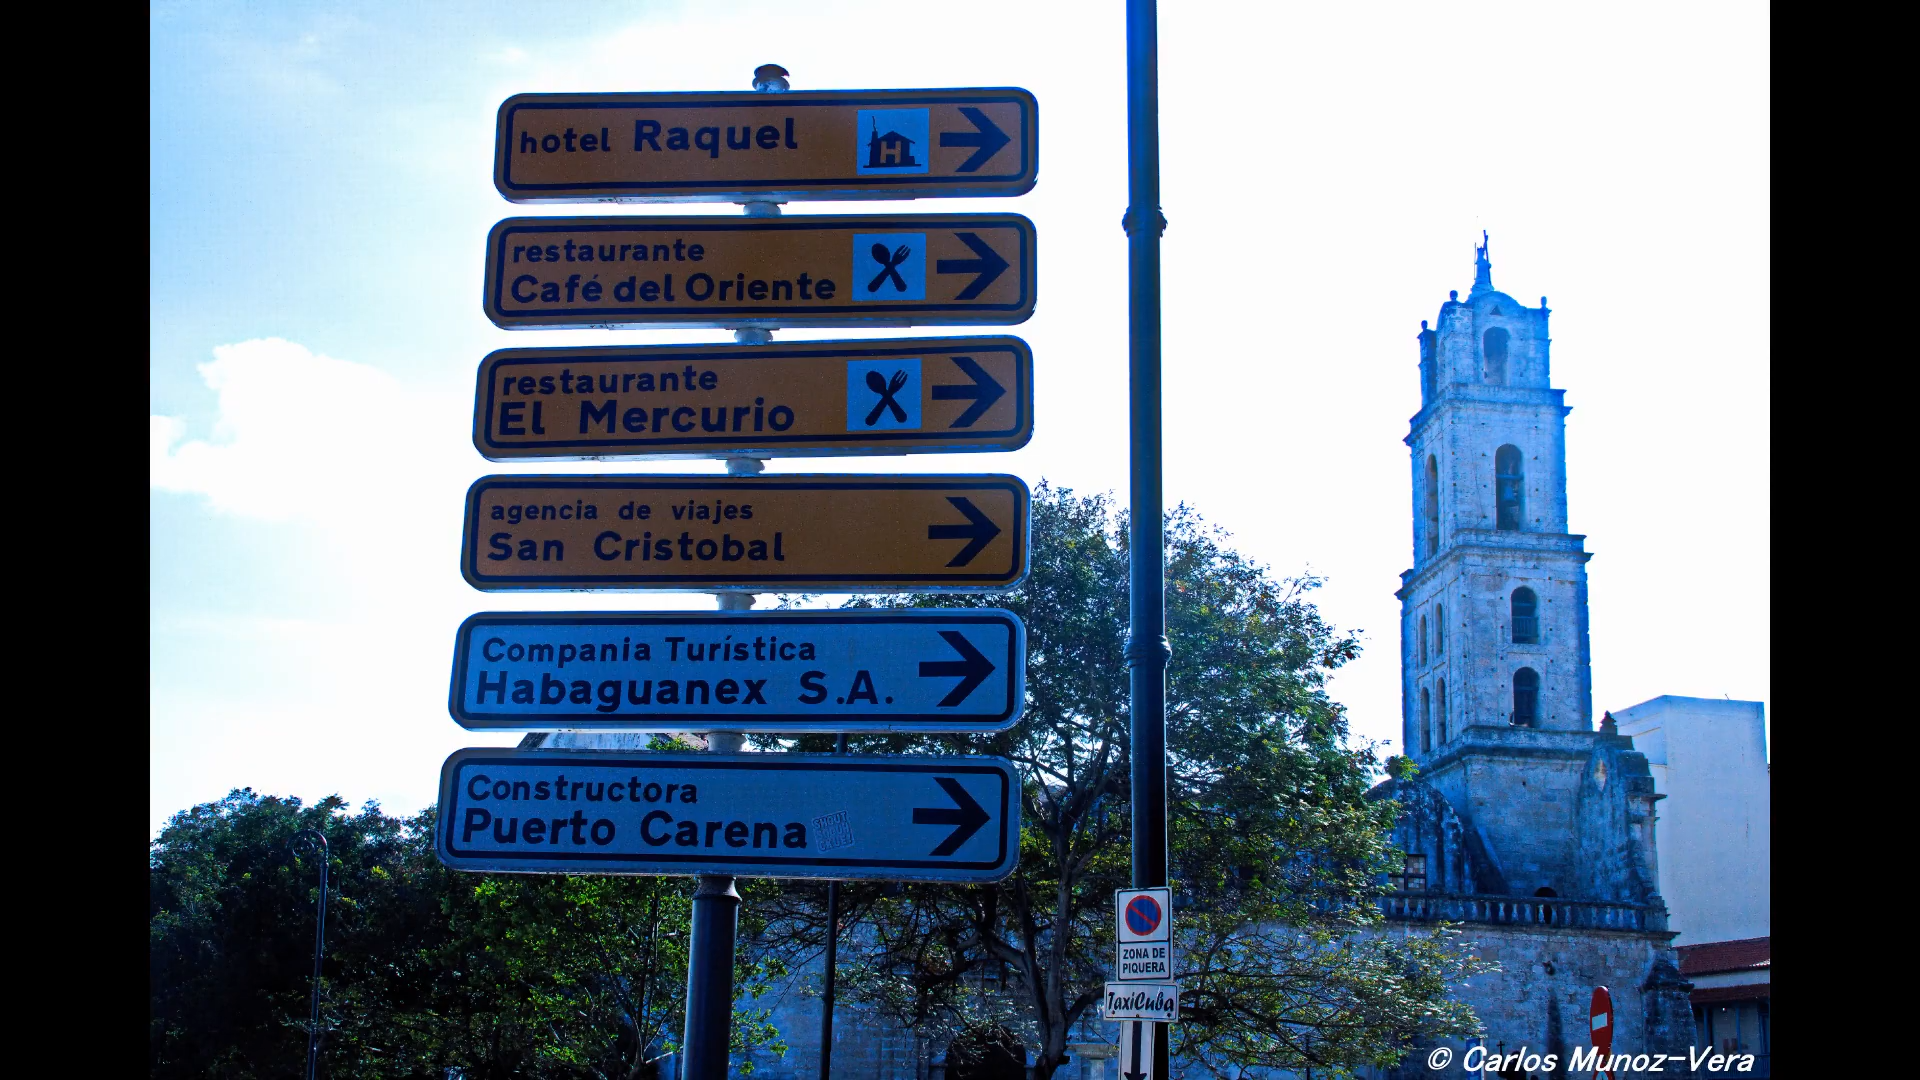 hotel Raquel
H
restaurante
Café del Oriente
restaurante
El Mercurio
agencia de viajes
San Cristobal
Compania Turística
Habaguanex S.A.
Constructora
Puerto Carena
ZONA DE
PIQUERA
TaxiCuba
© Carlos Munoz-Vera